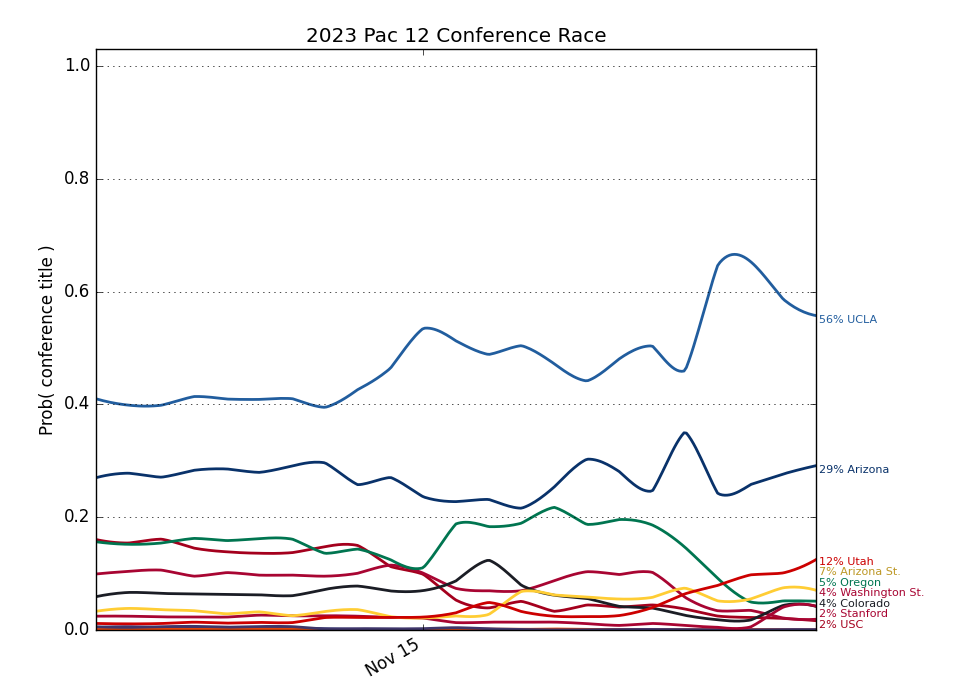 2023 Pac 12 Conference Race
1.0
0.8
0.6
0.4
0.2
0.0
Prob( conference title )
Nov 15
56% UCLA
29% Arizona
12% Utah
7% Arizona St.
5% Oregon
4% Washington St.
4% Colorado
2% Stanford
2% USC